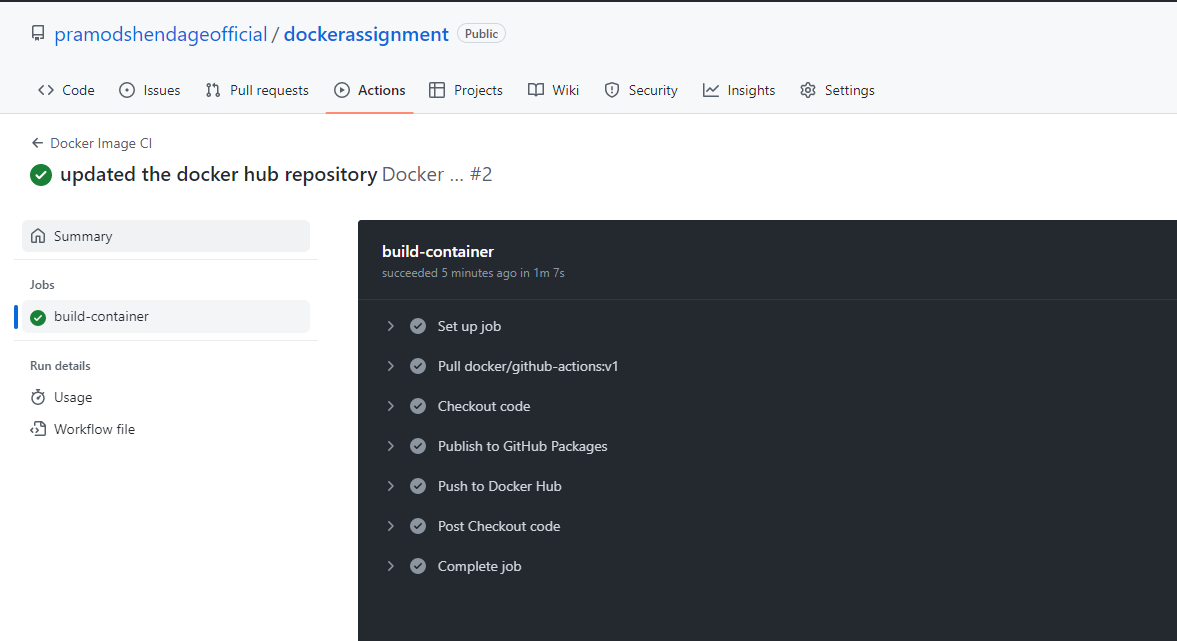 pramodshendageofficial / dockerassignment Public
Code Issues Pull requests Actions Projects Wiki Security Insights Settings
Docker Image CI
updated the docker hub repository Docker ... #2
Summary
Jobs
build-container
Run details
Usage
Workflow file
build-container
succeeded 5 minutes ago in 1m 7s
Set up job
Pull docker/github-actions:v1
Checkout code
Publish to GitHub Packages
Push to Docker Hub
Post Checkout code
Complete job